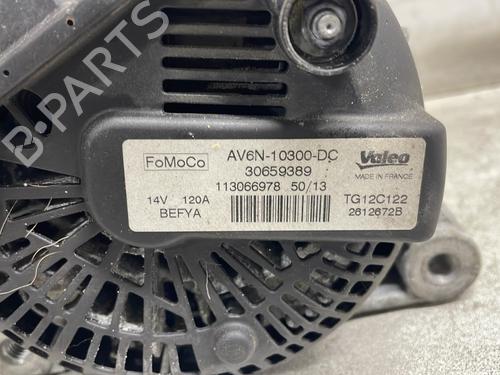 B-PARTS
FoMoCo
AV6N-10300-DC
30659389
113066978 50/13
14V 120A
BEFYA
Valeo
MADE IN FRANCE
TG12C122
2612672B